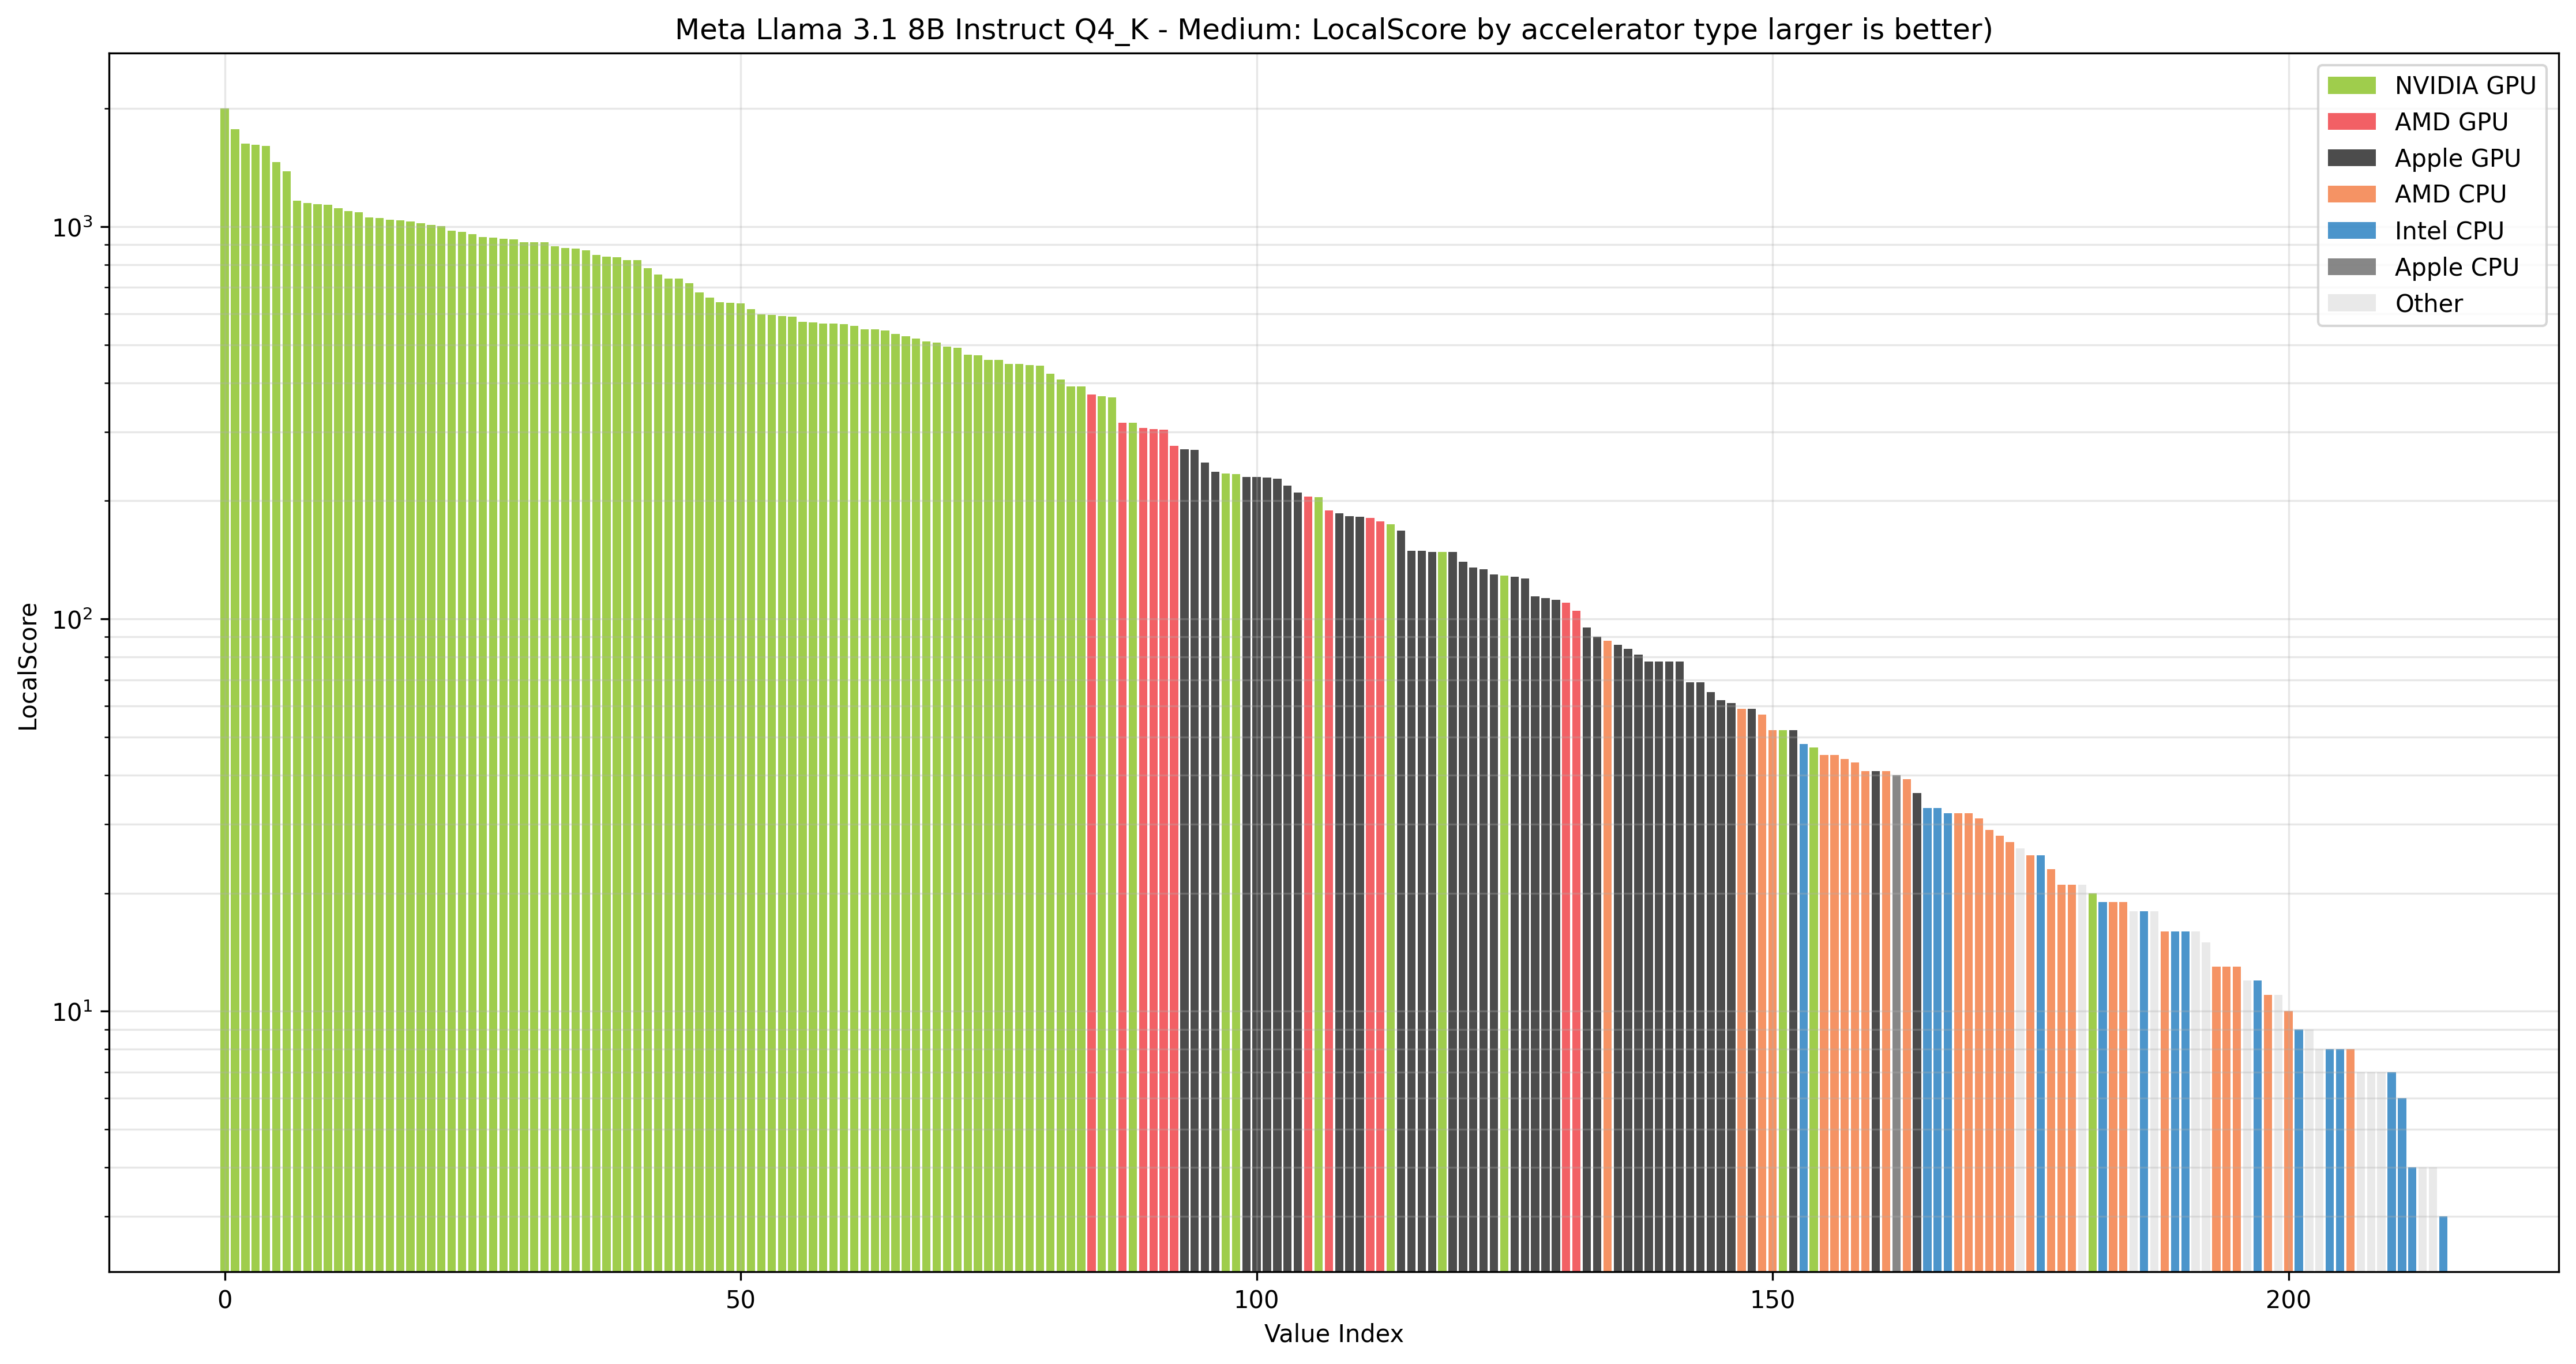 Meta Llama 3.1 8B Instruct Q4_K - Medium: LocalScore by accelerator type larger is better)
NVIDIA GPU
AMD GPU
Apple GPU
AMD CPU
Intel CPU
Apple CPU
Other
LocalScore
10³
10²
10¹
0
50
100
150
200
Value Index